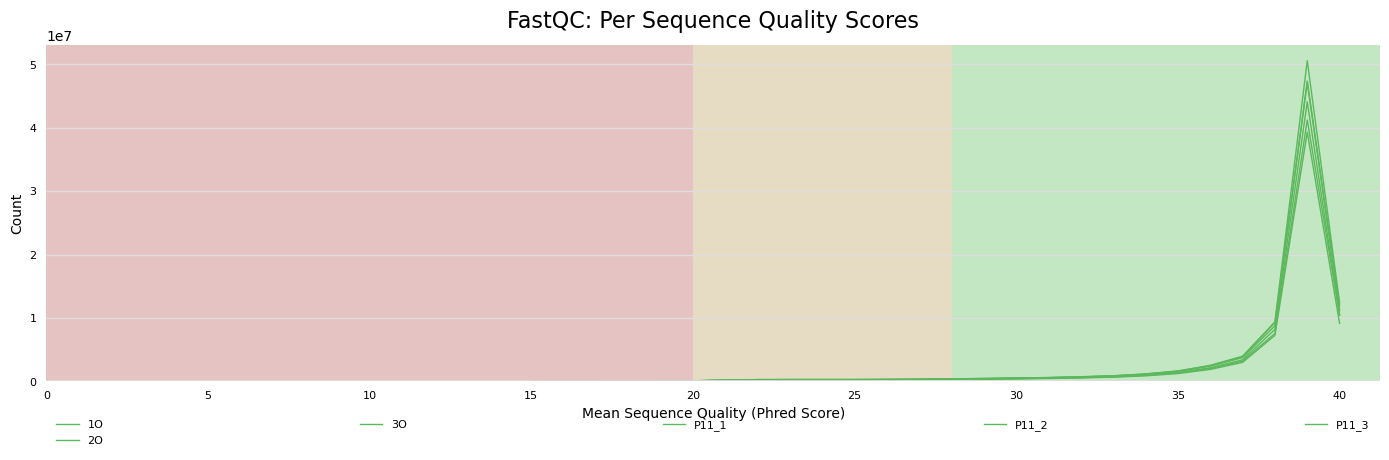 FastQC: Per Sequence Quality Scores
1e7
5
4
3
2
1
0
Count
0 5 10 15 20 25 30 35 40
Mean Sequence Quality (Phred Score)
1O 3O P11_1 P11_2 P11_3
2O